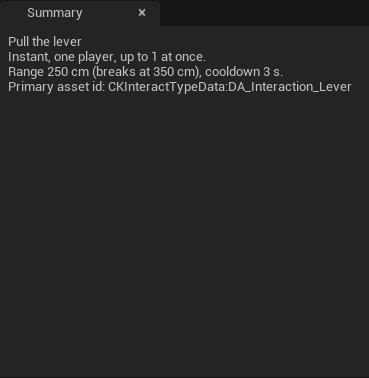 Summary
Pull the lever
Instant, one player, up to 1 at once.
Range 250 cm (breaks at 350 cm), cooldown 3 s.
Primary asset id: CKInteractTypeData:DA_Interaction_Lever